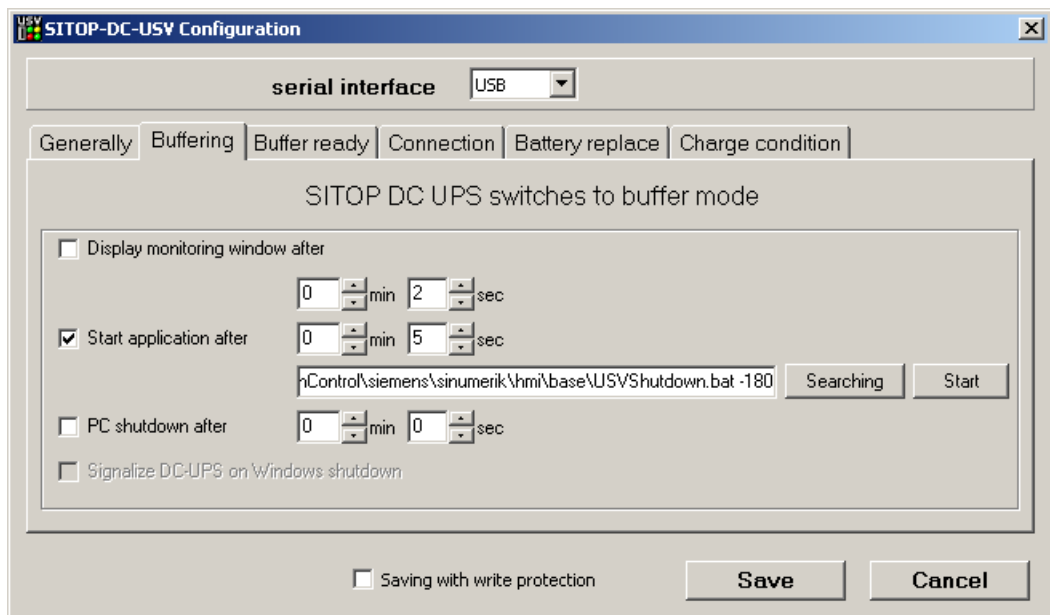 USV SITOP-DC-USV Configuration
serial interface USB
Generally Buffering Buffer ready Connection Battery replace Charge condition
SITOP DC UPS switches to buffer mode
Display monitoring window after
0 min 2 sec
Start application after 0 min 5 sec
nControl\siemens\sinumerik\hmi\base\USVShutdown.bat -180 Searching Start
PC shutdown after 0 min 0 sec
Signalize DC-UPS on Windows shutdown
Saving with write protection Save Cancel